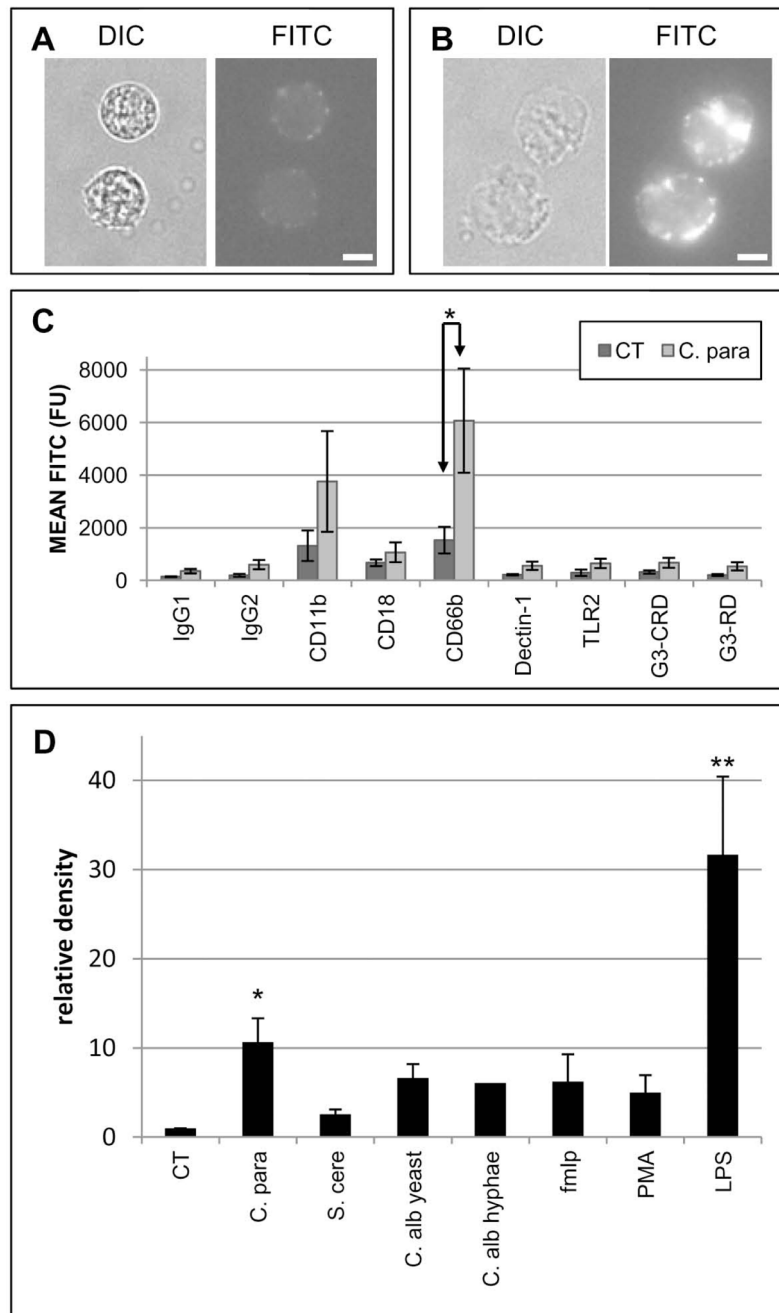 A
DIC FITC
B
DIC FITC
C
*
CT C. para
MEAN FITC (FU)
8000
6000
4000
2000
0
IgG1
IgG2
CD11b
CD18
CD66b
Dectin-1
TLR2
G3-CRD
G3-RD
D
relative density
40
30
20
10
0
*
**
CT
C. para
S. cere
C. alb yeast
C. alb hyphae
fmlp
PMA
LPS